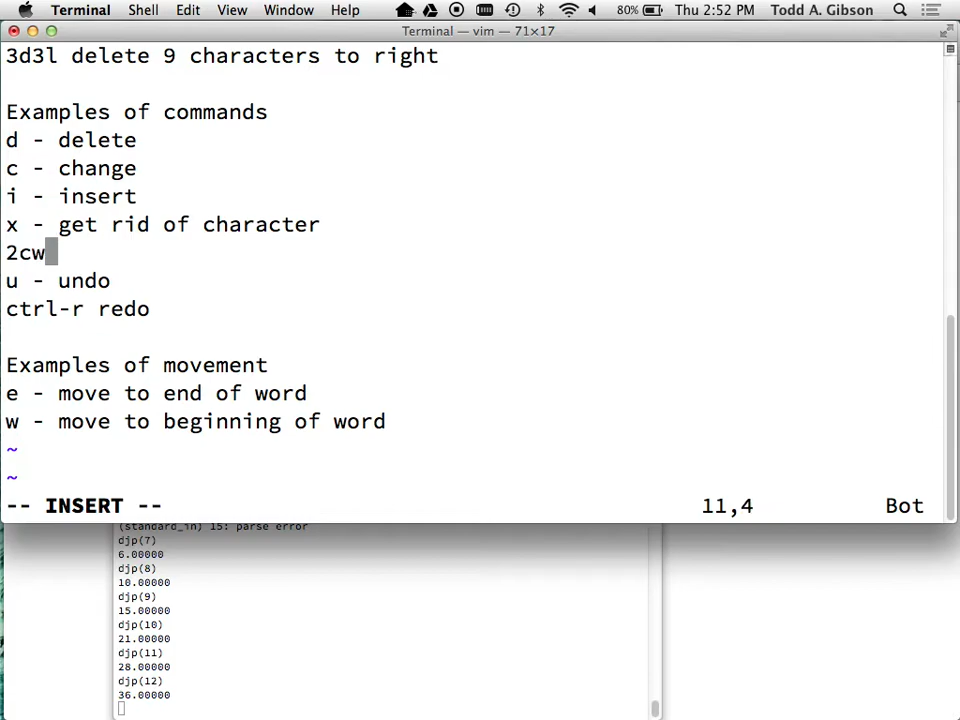 Terminal Shell Edit View Window Help 80% Thu 2:52 PM Todd A. Gibson
Terminal — vim — 71×17
3d3l delete 9 characters to right
Examples of commands
d - delete
c - change
i - insert
x - get rid of character
2cw
u - undo
ctrl-r redo
Examples of movement
e - move to end of word
w - move to beginning of word
~
~
-- INSERT -- 11,4 Bot
(standard_in) 15: parse error
djp(7)
6.00000
djp(8)
10.00000
djp(9)
15.00000
djp(10)
21.00000
djp(11)
28.00000
djp(12)
36.00000